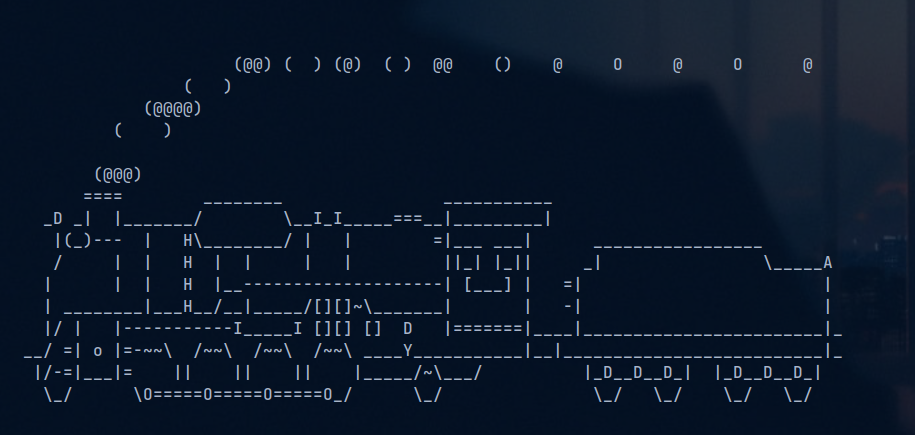 (@@) (  ) (@)  ( )  @@    ()    @     O     @     O      @
                (   )
            (@@@@)
         (    )

       (@@@)
      ====        ________                ___________
  _D _|  |_______/        \__I_I_____===__|_________|
   |(_)---  |   H\________/ |   |        =|___ ___|      _________________
   /     |  |   H  |  |     |   |         ||_| |_||     _|                \_____A
  |      |  |   H  |__--------------------| [___] |   =|                        |
  | ________|___H__/__|_____/[][]~\_______|       |   -|                        |
  |/ |   |-----------I_____I [][] []  D   |=======|____|________________________|_
__/ =| o |=-~~\  /~~\  /~~\  /~~\ ____Y___________|__|__________________________|_
 |/-=|___|=    ||    ||    ||    |_____/~\___/          |_D__D__D_|  |_D__D__D_|
  \_/      \O=====O=====O=====O_/      \_/               \_/   \_/    \_/   \_/